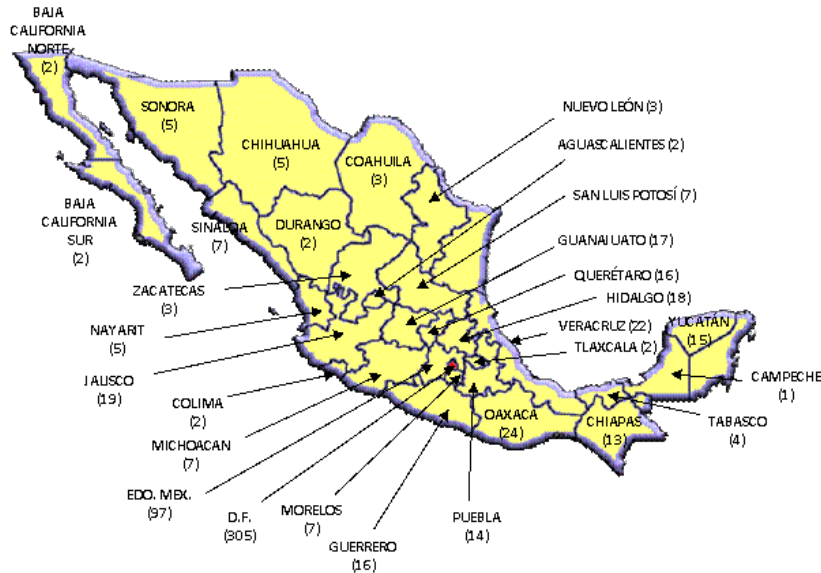 BAJA
CALIFORNIA
NORTE
(2)
SONORA
(5)
CHIHUAHUA
(5)
COAHUILA
(3)
NUEVO LEÓN (3)
AGUASCALIENTES (2)
SAN LUIS POTOSÍ (7)
GUANAJUATO (17)
QUERÉTARO (16)
HIDALGO (18)
VERACRUZ (22)
TLAXCALA (2)
YUCATÁN
(15)
CAMPECHE
(1)
TABASCO
(4)
CHIAPAS
(13)
OAXACA
(24)
PUEBLA
(14)
GUERRERO
(16)
MORELOS
(7)
D.F.
(305)
EDO. MEX.
(97)
MICHOACAN
(7)
COLIMA
(2)
JALISCO
(19)
NAYARIT
(5)
ZACATECAS
(3)
DURANGO
(2)
SINALOA
(7)
BAJA
CALIFORNIA
SUR
(2)